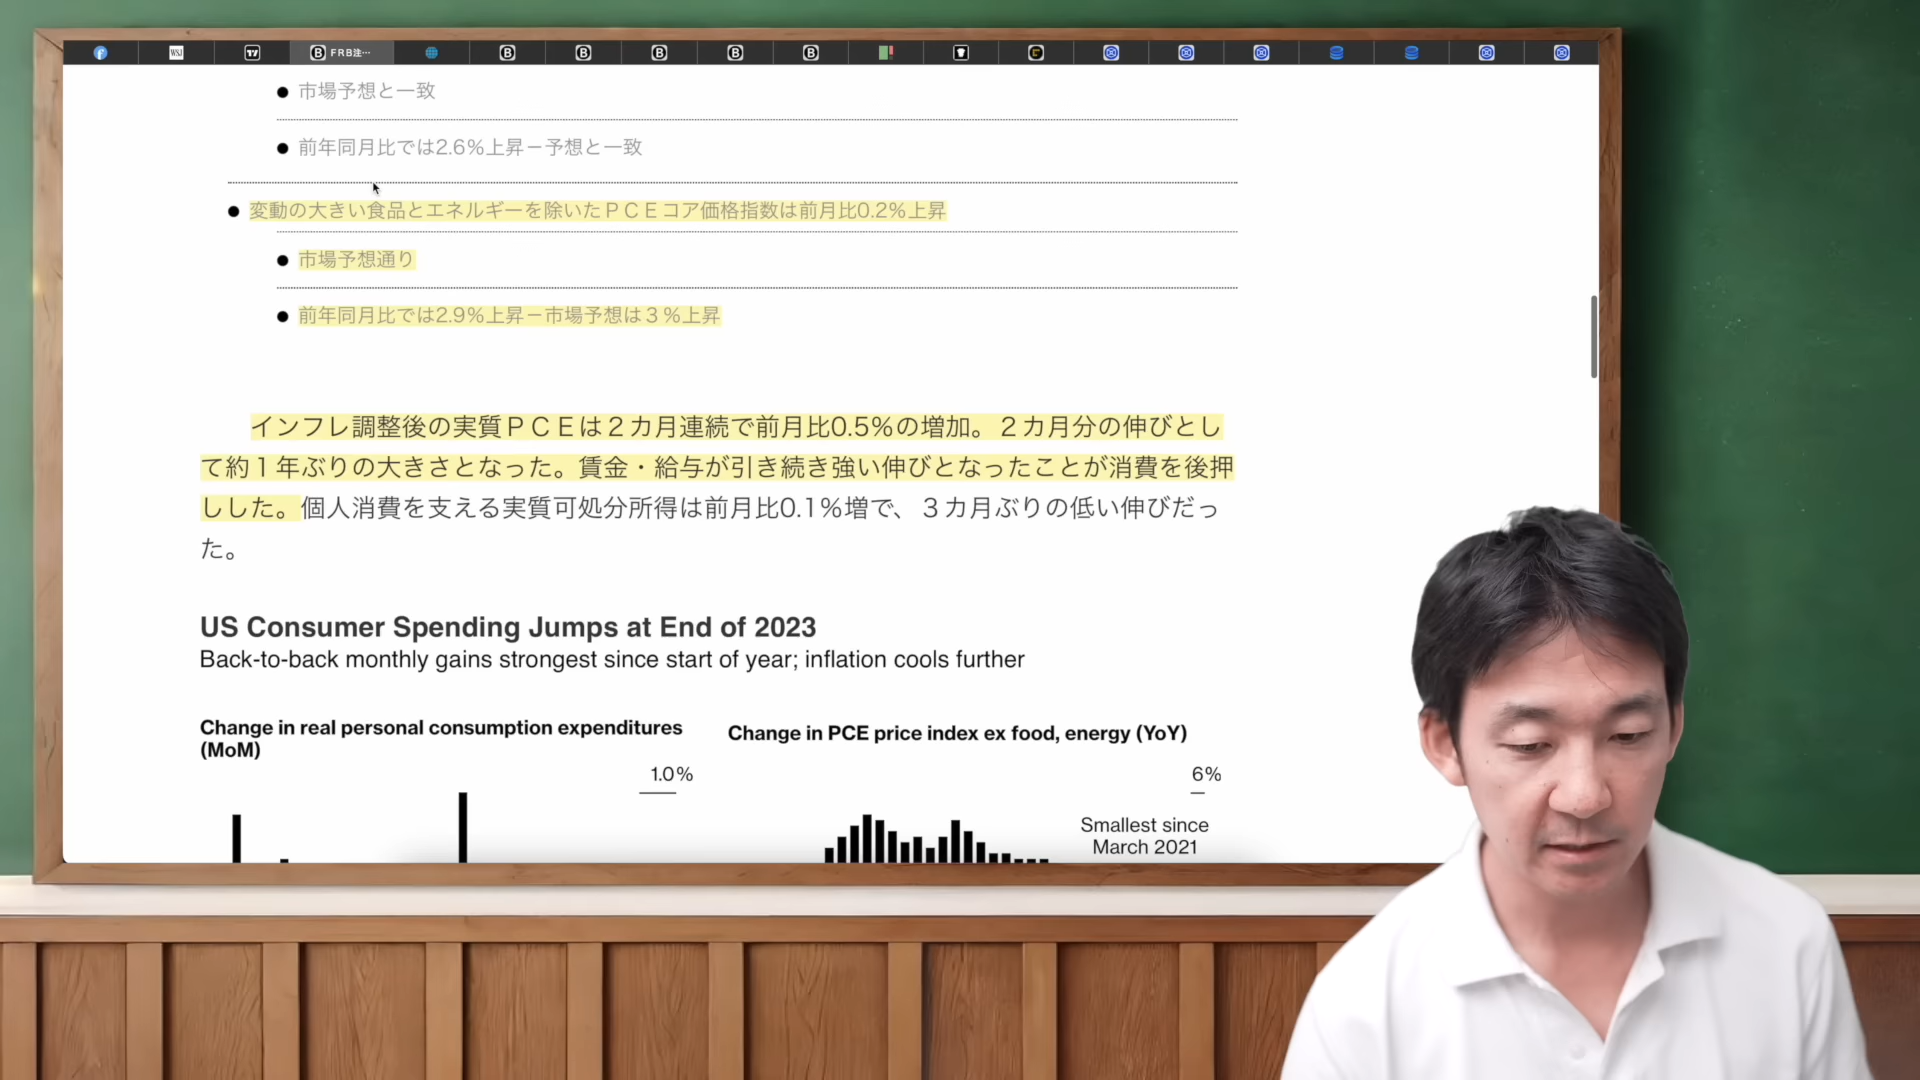 WSJ
FRB注…
市場予想と一致
前年同月比では2.6％上昇－予想と一致
変動の大きい食品とエネルギーを除いたＰＣＥコア価格指数は前月比0.2％上昇
市場予想通り
前年同月比では2.9％上昇－市場予想は３％上昇
インフレ調整後の実質ＰＣＥは２カ月連続で前月比0.5％の増加。２カ月分の伸びとし
て約１年ぶりの大きさとなった。賃金・給与が引き続き強い伸びとなったことが消費を後押
しした。個人消費を支える実質可処分所得は前月比0.1％増で、３カ月ぶりの低い伸びだっ
た。
US Consumer Spending Jumps at End of 2023
Back-to-back monthly gains strongest since start of year; inflation cools further
Change in real personal consumption expenditures
(MoM)
1.0%
Change in PCE price index ex food, energy (YoY)
6%
Smallest since
March 2021